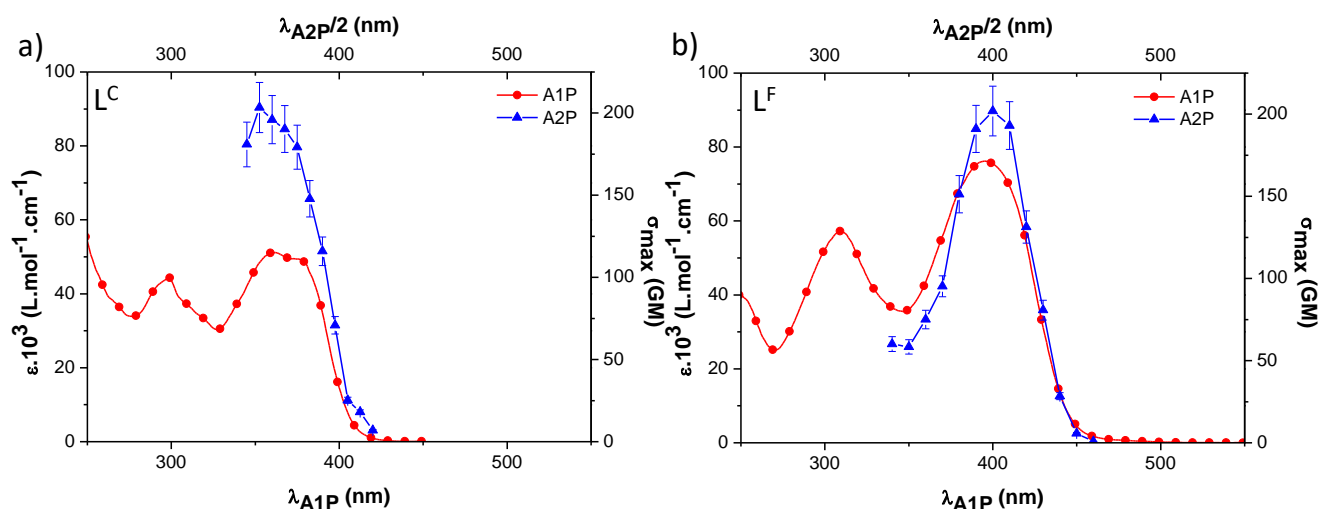 a)
λA2P/2 (nm)
300 400 500
100
80
60
40
20
0
ε.10³ (L.mol⁻¹.cm⁻¹)
L^C
A1P
A2P
200
150
100
50
0
σmax (GM)
300 400 500
λA1P (nm)
b)
λA2P/2 (nm)
300 400 500
100
80
60
40
20
0
ε.10³ (L.mol⁻¹.cm⁻¹)
L^F
A1P
A2P
200
150
100
50
0
σmax (GM)
300 400 500
λA1P (nm)